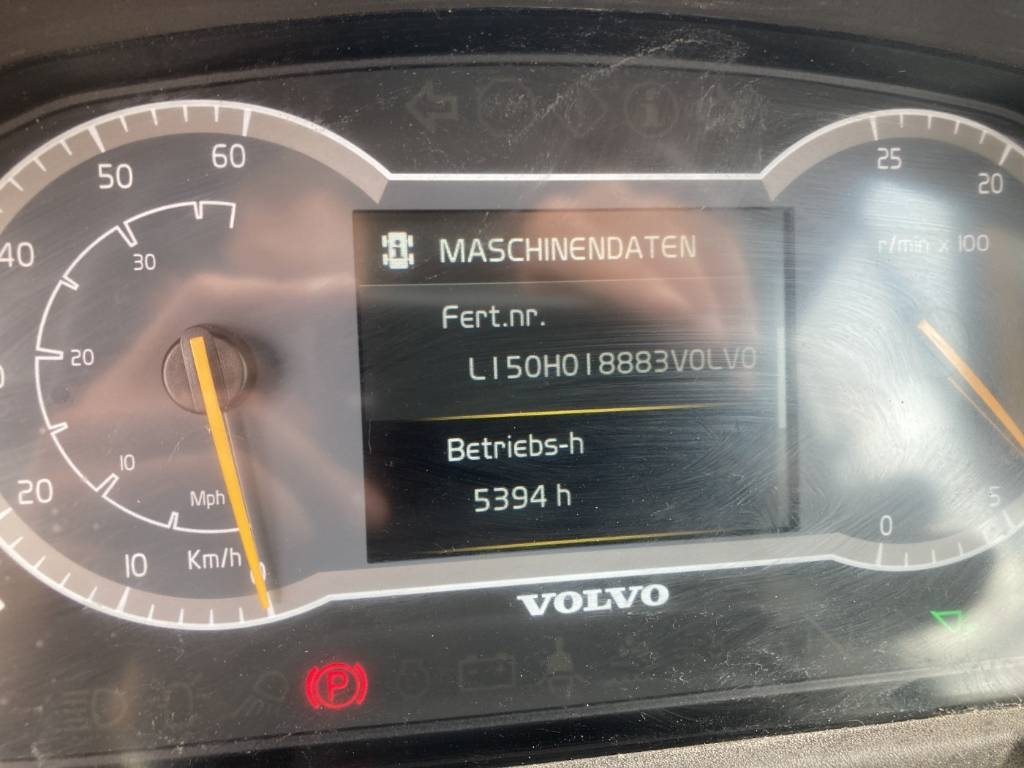 60
50
40
30
20
20
10
Mph
10
Km/h
0
MASCHINENDATEN
Fert.nr.
L150H018883VOLVO
Betriebs-h
5394 h
25
20
r/min x 100
5
0
VOLVO
P